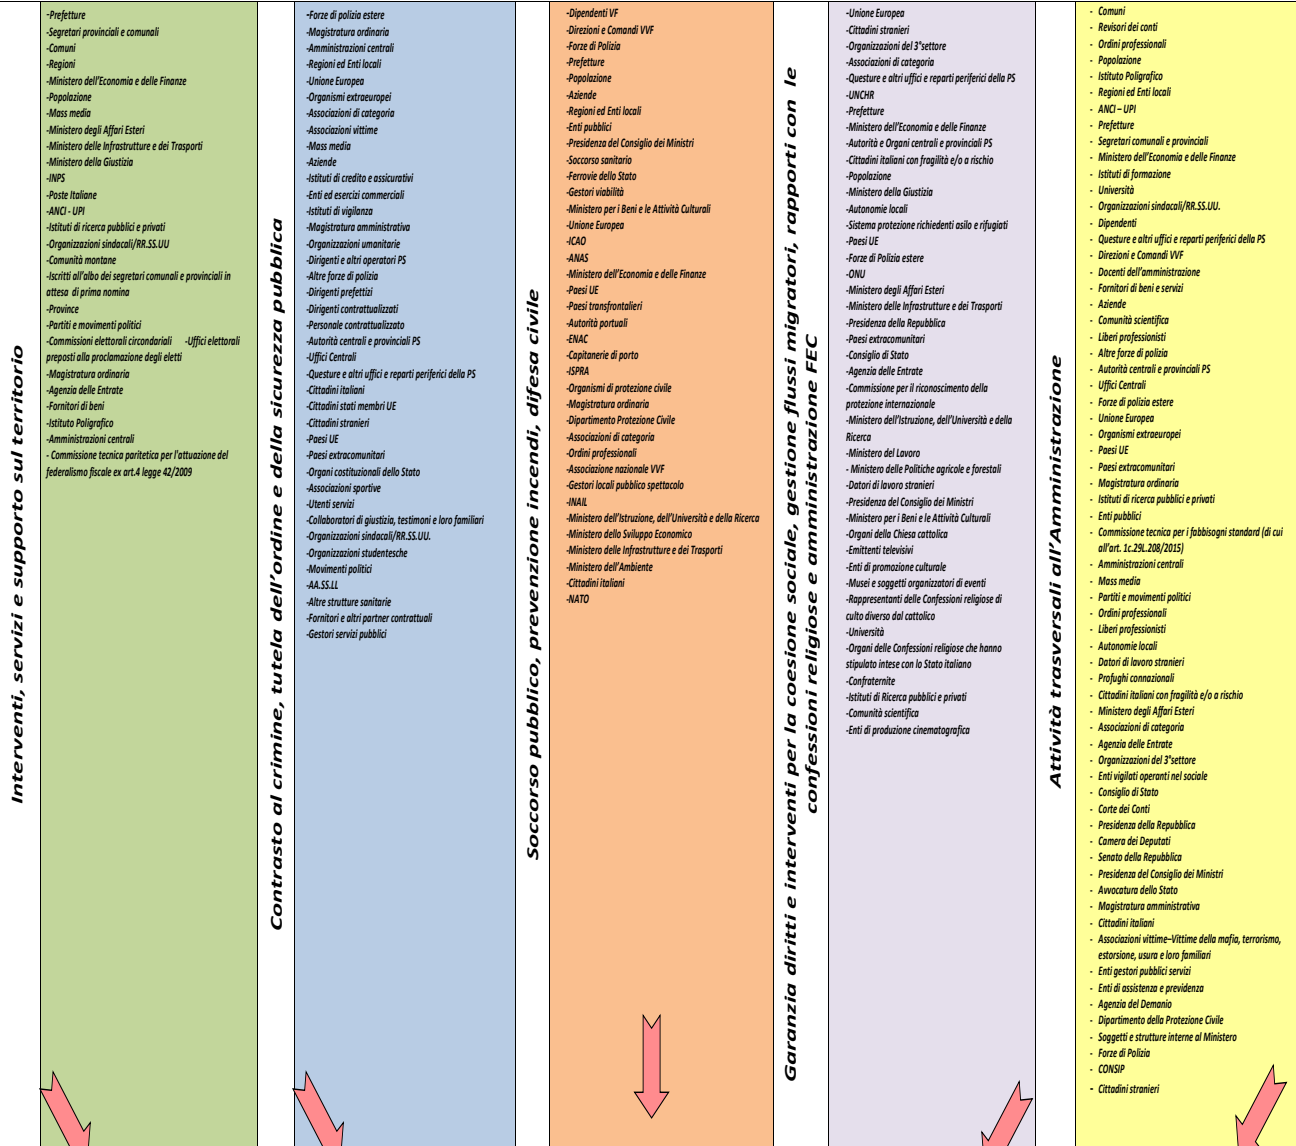 Interventi, servizi e supporto sul territorio
-Prefetture
-Segretari provinciali e comunali
-Comuni
-Regioni
-Ministero dell'Economia e delle Finanze
-Popolazione
-Mass media
-Ministero degli Affari Esteri
-Ministero delle Infrastrutture e dei Trasporti
-Ministero della Giustizia
-INPS
-Poste Italiane
-ANCI - UPI
-Istituti di ricerca pubblici e privati
-Organizzazioni sindacali/RR.SS.UU
-Comunità montane
-Iscritti all'albo dei segretari comunali e provinciali in
attesa di prima nomina
-Province
-Partiti e movimenti politici
-Commissioni elettorali circondariali -Uffici elettorali
preposti alla proclamazione degli eletti
-Magistratura ordinaria
-Agenzia delle Entrate
-Fornitori di beni
-Istituto Poligrafico
-Amministrazioni centrali
- Commissione tecnica paritetica per l'attuazione del
federalismo fiscale ex art.4 legge 42/2009
Contrasto al crimine, tutela dell'ordine e della sicurezza pubblica
-Forze di polizia estere
-Magistratura ordinaria
-Amministrazioni centrali
-Regioni ed Enti locali
-Unione Europea
-Organismi extraeuropei
-Associazioni di categoria
-Associazioni vittime
-Mass media
-Aziende
-Istituti di credito e assicurativi
-Enti ed esercizi commerciali
-Istituti di vigilanza
-Magistratura amministrativa
-Organizzazioni umanitarie
-Dirigenti e altri operatori PS
-Altre forze di polizia
-Dirigenti prefettizi
-Dirigenti contrattualizzati
-Personale contrattualizzato
-Autorità centrali e provinciali PS
-Uffici Centrali
-Questure e altri uffici e reparti periferici della PS
-Cittadini italiani
-Cittadini stati membri UE
-Cittadini stranieri
-Paesi UE
-Paesi extracomunitari
-Organi costituzionali dello Stato
-Associazioni sportive
-Utenti servizi
-Collaboratori di giustizia, testimoni e loro familiari
-Organizzazioni sindacali/RR.SS.UU.
-Organizzazioni studentesche
-Movimenti politici
-AA.SS.LL
-Altre strutture sanitarie
-Fornitori e altri partner contrattuali
-Gestori servizi pubblici
Soccorso pubblico, prevenzione incendi, difesa civile
-Dipendenti VF
-Direzioni e Comandi VVF
-Forze di Polizia
-Prefetture
-Popolazione
-Aziende
-Regioni ed Enti locali
-Enti pubblici
-Presidenza del Consiglio dei Ministri
-Soccorso sanitario
-Ferrovie dello Stato
-Gestori viabilità
-Ministero per i Beni e le Attività Culturali
-Unione Europea
-ICAO
-ANAS
-Ministero dell'Economia e delle Finanze
-Paesi UE
-Paesi transfrontalieri
-Autorità portuali
-ENAC
-Capitanerie di porto
-ISPRA
-Organismi di protezione civile
-Magistratura ordinaria
-Dipartimento Protezione Civile
-Associazioni di categoria
-Ordini professionali
-Associazione nazionale VVF
-Gestori locali pubblico spettacolo
-INAIL
-Ministero dell'Istruzione, dell'Università e della Ricerca
-Ministero dello Sviluppo Economico
-Ministero delle Infrastrutture e dei Trasporti
-Ministero dell'Ambiente
-Cittadini italiani
-NATO
Garanzia diritti e interventi per la coesione sociale, gestione flussi migratori, rapporti con le
confessioni religiose e amministrazione FEC
-Unione Europea
-Cittadini stranieri
-Organizzazioni del 3°settore
-Associazioni di categoria
-Questure e altri uffici e reparti periferici della PS
-UNCHR
-Prefetture
-Ministero dell'Economia e delle Finanze
-Autorità e Organi centrali e provinciali PS
-Cittadini italiani con fragilità e/o a rischio
-Popolazione
-Ministero della Giustizia
-Autonomie locali
-Sistema protezione richiedenti asilo e rifugiati
-Paesi UE
-Forze di Polizia estere
-ONU
-Ministero degli Affari Esteri
-Ministero delle Infrastrutture e dei Trasporti
-Presidenza della Repubblica
-Paesi extracomunitari
-Consiglio di Stato
-Agenzia delle Entrate
-Commissione per il riconoscimento della
protezione internazionale
-Ministero dell'Istruzione, dell'Università e della
Ricerca
-Ministero del Lavoro
- Ministero delle Politiche agricole e forestali
-Datori di lavoro stranieri
-Presidenza del Consiglio dei Ministri
-Ministero per i Beni e le Attività Culturali
-Organi della Chiesa cattolica
-Emittenti televisivi
-Enti di promozione culturale
-Musei e soggetti organizzatori di eventi
-Rappresentanti delle Confessioni religiose di
culto diverso dal cattolico
-Università
-Organi delle Confessioni religiose che hanno
stipulato intese con lo Stato italiano
-Confraternite
-Istituti di Ricerca pubblici e privati
-Comunità scientifica
-Enti di produzione cinematografica
Attività trasversali all'Amministrazione
- Comuni
- Revisori dei conti
- Ordini professionali
- Popolazione
- Istituto Poligrafico
- Regioni ed Enti locali
- ANCI – UPI
- Prefetture
- Segretari comunali e provinciali
- Ministero dell'Economia e delle Finanze
- Istituti di formazione
- Università
- Organizzazioni sindacali/RR.SS.UU.
- Dipendenti
- Questure e altri uffici e reparti periferici della PS
- Direzioni e Comandi VVF
- Docenti dell'amministrazione
- Fornitori di beni e servizi
- Aziende
- Comunità scientifica
- Liberi professionisti
- Altre forze di polizia
- Autorità centrali e provinciali PS
- Uffici Centrali
- Forze di polizia estere
- Unione Europea
- Organismi extraeuropei
- Paesi UE
- Paesi extracomunitari
- Magistratura ordinaria
- Istituti di ricerca pubblici e privati
- Enti pubblici
- Commissione tecnica per i fabbisogni standard (di cui
all'art. 1c.29L.208/2015)
- Amministrazioni centrali
- Mass media
- Partiti e movimenti politici
- Ordini professionali
- Liberi professionisti
- Autonomie locali
- Datori di lavoro stranieri
- Profughi connazionali
- Cittadini italiani con fragilità e/o a rischio
- Ministero degli Affari Esteri
- Associazioni di categoria
- Agenzia delle Entrate
- Organizzazioni del 3°settore
- Enti vigilati operanti nel sociale
- Consiglio di Stato
- Corte dei Conti
- Presidenza della Repubblica
- Camera dei Deputati
- Senato della Repubblica
- Presidenza del Consiglio dei Ministri
- Avvocatura dello Stato
- Magistratura amministrativa
- Cittadini italiani
- Associazioni vittime–Vittime della mafia, terrorismo,
estorsione, usura e loro familiari
- Enti gestori pubblici servizi
- Enti di assistenza e previdenza
- Agenzia del Demanio
- Dipartimento della Protezione Civile
- Soggetti e strutture interne al Ministero
- Forze di Polizia
- CONSIP
- Cittadini stranieri